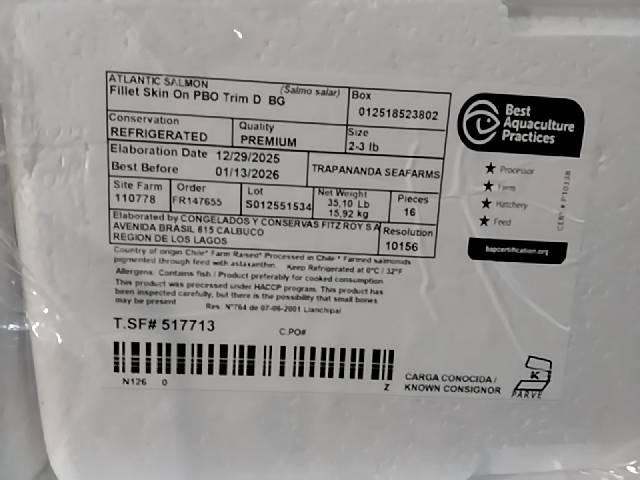 ATLANTIC SALMON
(Salmo salar)
Fillet Skin On PBO Trim D BG
Box
012518523802
Conservation
REFRIGERATED
Quality
PREMIUM
Size
2-3 lb
Elaboration Date 12/29/2025
Best Before 01/13/2026
TRAPANANDA SEAFARMS
Site Farm
110778
Order
FR147655
Lot
S012551534
Net Weight
35,10 Lb
15,92 kg
Pieces
16
Elaborated by CONGELADOS Y CONSERVAS FITZ ROY S A
AVENIDA BRASIL 615 CALBUCO
REGION DE LOS LAGOS
Resolution
10156
Country of origin Chile* Farm Raised* Processed in Chile * Farmed salmonids
pigmented through feed with astaxanthin. Keep Refrigerated at 0°C / 32°F
Allergens: Contains fish / Product preferably for cooked consumption
This product was processed under HACCP program. This product has
been inspected carefully, but there is the possibility that small bones
may be present
Res. N°764 de 07-06-2001 Llanchipal
T.SF# 517713
C.PO#
N126 0 Z
CARGA CONOCIDA /
KNOWN CONSIGNOR
K
PARVE
Best
Aquaculture
Practices
Processor
Farm
Hatchery
Feed
bapcertification.org